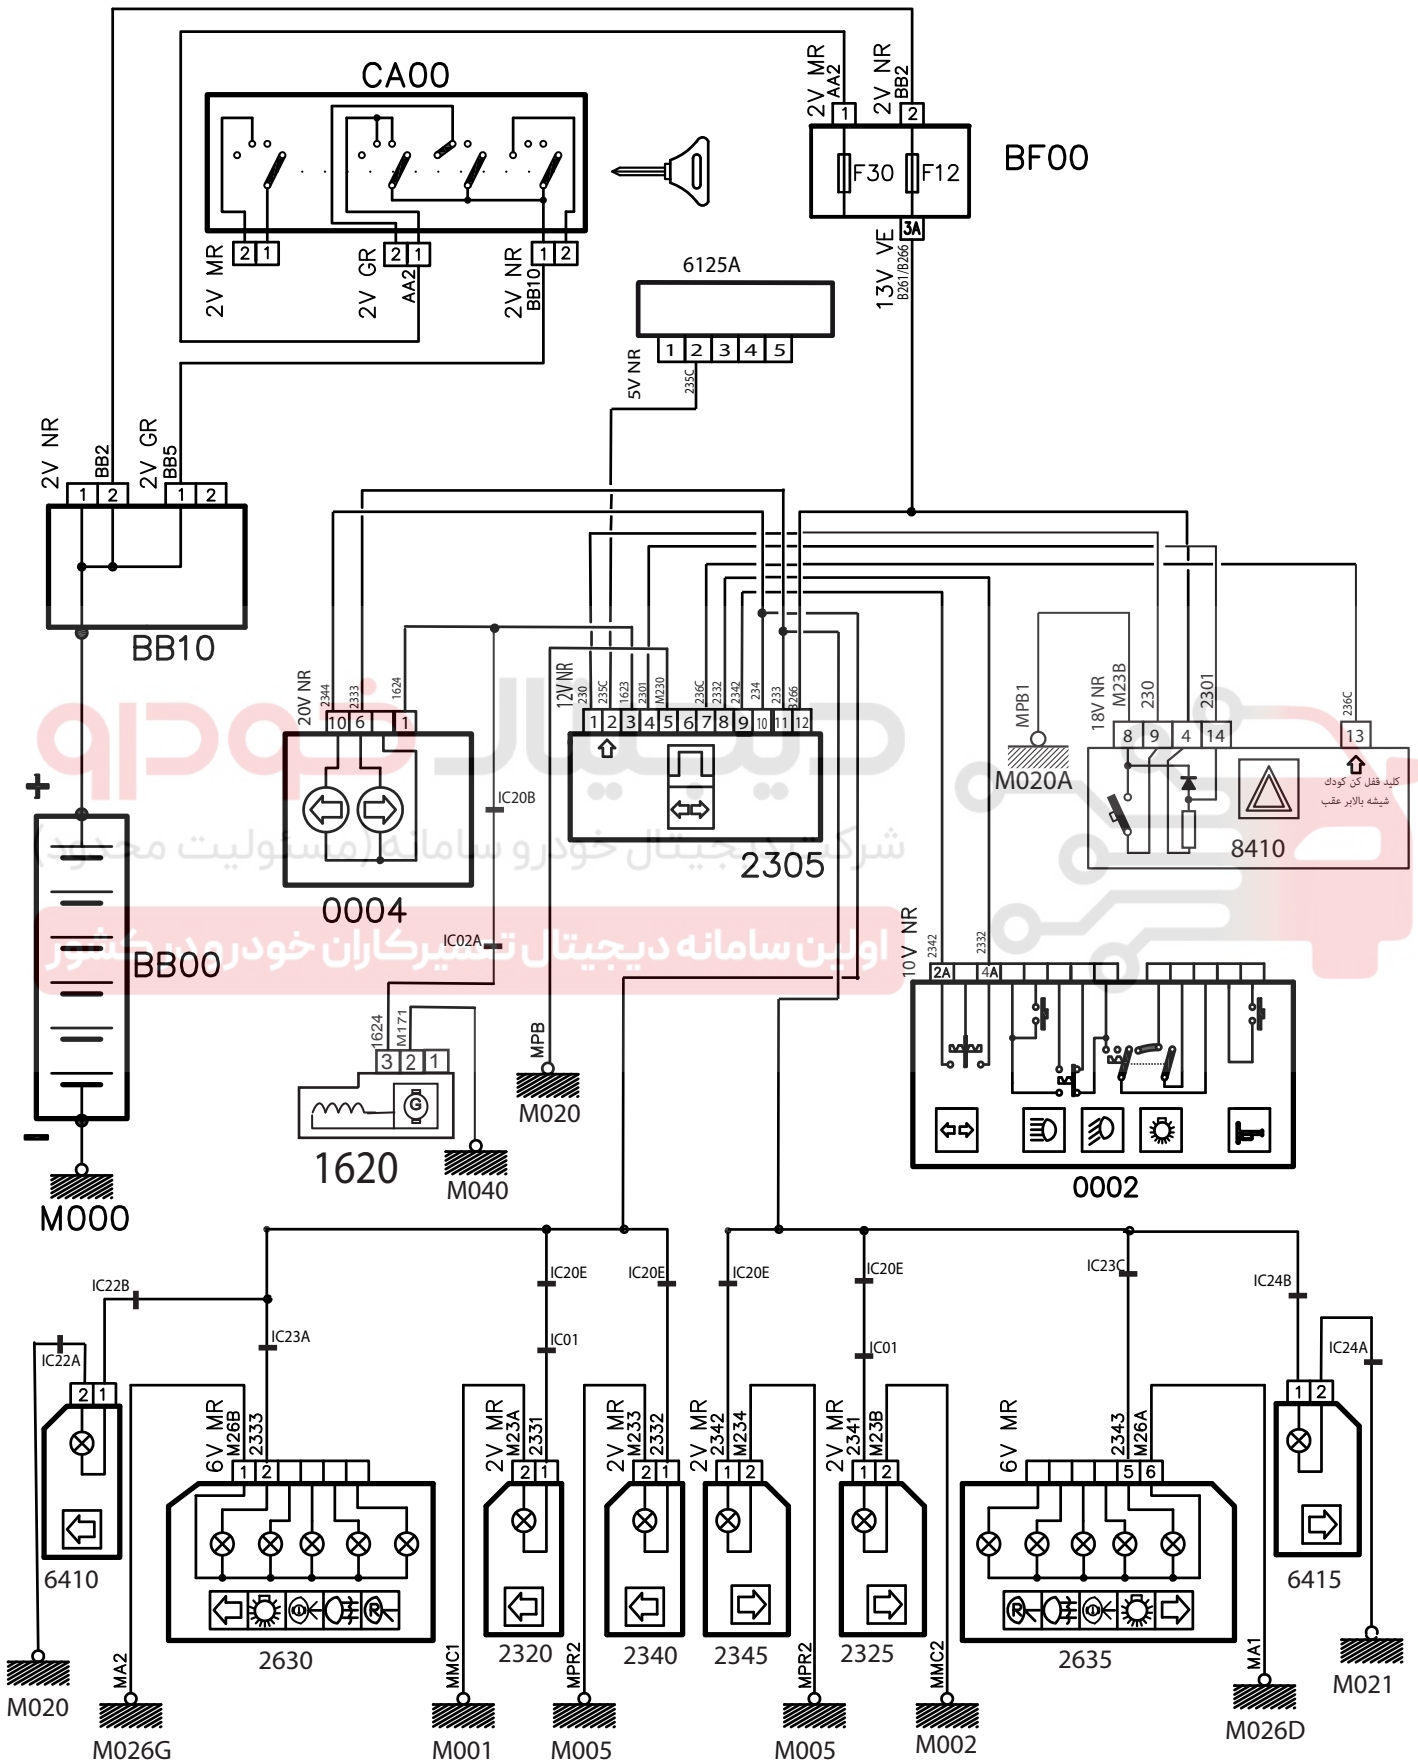 CA00
2V MR
AA2
2V NR
BB2
1
2
BF00
F30
F12
3A
13V VE
B261/B266
2 1
2V MR
2 1
2V GR
AA2
1 2
2V NR
BB10
6125A
1 2 3 4 5
5V NR
235C
2V NR
BB2
2V GR
BB5
1 2
1 2
BB10
20V NR
2344
2333
1624
10 6 1
0004
12V NR
230
235C
1623
2301
M230
236C
2332
2342
234
233
B266
1 2 3 4 5 6 7 8 9 10 11 12
2305
MPB1
M020A
18V NR
M23B
230
2301
236C
8 9 4 14 13
کلید قفل کن کودک
شیشه بالابر عقب
8410
دیجیتال خودرو
شرکت دیجیتال خودرو سامانه (مسئولیت محدود)
اولین سامانه دیجیتال تعمیرکاران خودرو در کشور
+
BB00
-
M000
IC20B
IC02A
1624
M171
3 2 1
G
1620
M040
MPB
M020
10V NR
2342
2332
2A 4A
0002
IC22B
IC22A
IC23A
IC20E
IC01
IC20E
IC20E
IC20E
IC01
IC23C
IC24B
IC24A
2 1
6410
M020
6V MR
M26B
2333
1 2
R
2630
MA2
M026G
2V MR
M23A
2331
2 1
2320
MMC1
M001
2V MR
M233
2332
2 1
2340
MPR2
M005
2V MR
2342
M234
1 2
2345
MPR2
M005
2V MR
2341
M23B
1 2
2325
MMC2
M002
6V MR
2343
M26A
5 6
R
2635
MA1
M026D
1 2
6415
M021